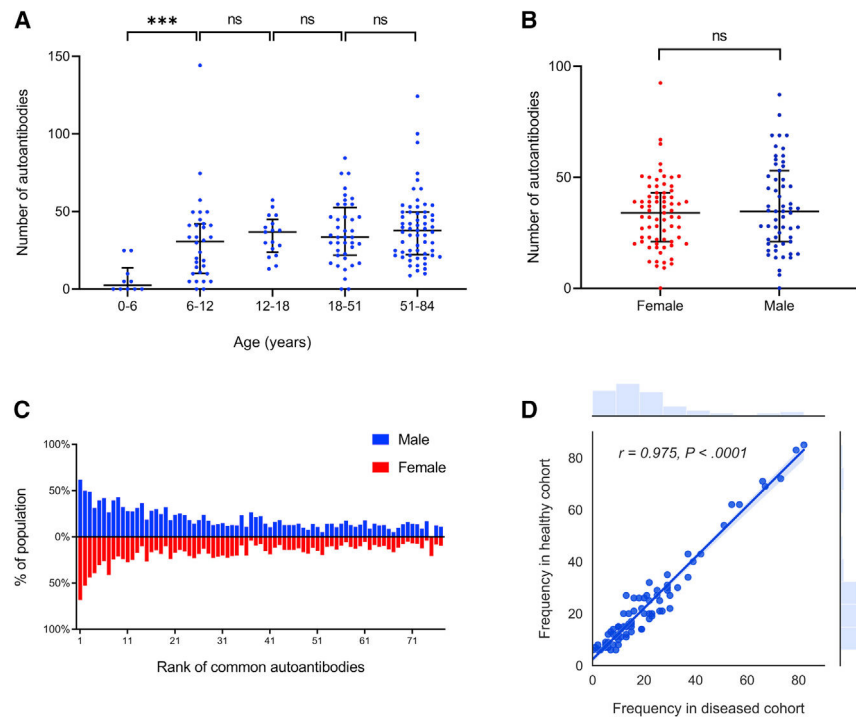 A
*** ns ns ns
Number of autoantibodies
150
100
50
0
0-6 6-12 12-18 18-51 51-84
Age (years)
B
ns
Number of autoantibodies
100
50
0
Female Male
C
Male
Female
% of population
100%
50%
0%
50%
100%
1 11 21 31 41 51 61 71
Rank of common autoantibodies
D
r = 0.975, P < .0001
Frequency in healthy cohort
80
60
40
20
0
0 20 40 60 80
Frequency in diseased cohort